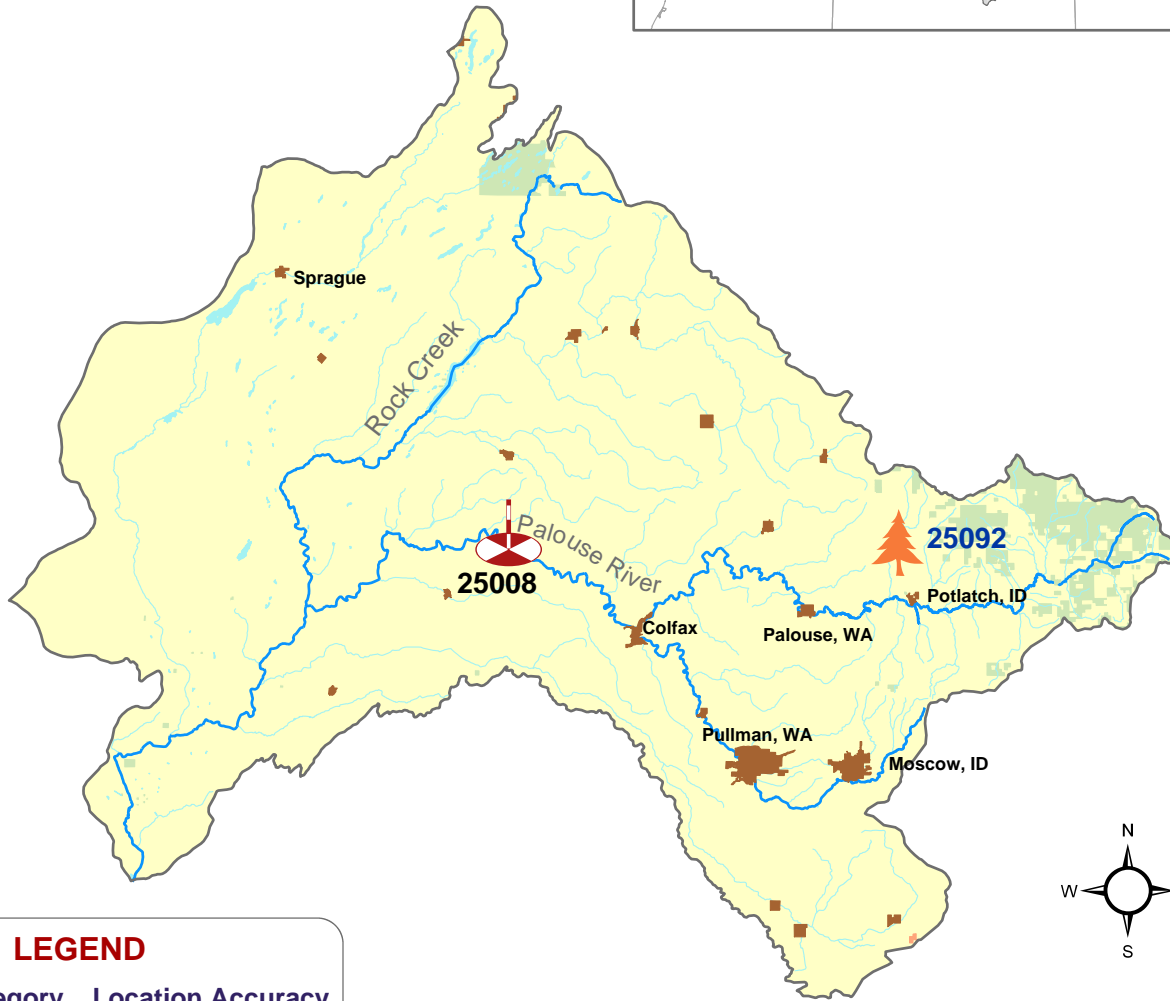 Sprague
Rock Creek
Palouse River
25092
25008
Potlatch, ID
Colfax
Palouse, WA
Pullman, WA
Moscow, ID
N
W
S
LEGEND
Location Accuracy